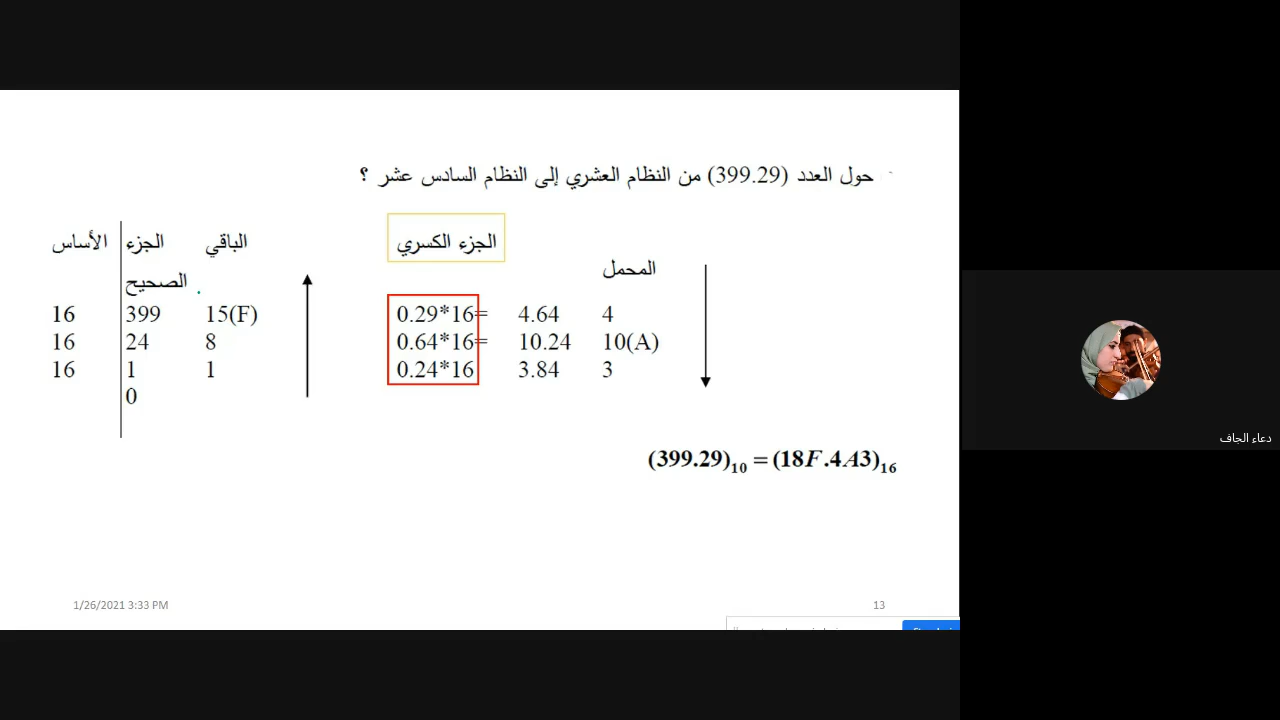 حول العدد (399.29) من النظام العشري إلى النظام السادس عشر ؟
الأساس الجزء الصحيح الباقي
16 399 15(F)
16 24 8
16 1 1
0
الجزء الكسري المحمل
0.29*16= 4.64 4
0.64*16= 10.24 10(A)
0.24*16 3.84 3
(399.29)10 = (18F.4A3)16
1/26/2021 3:33 PM 13
دعاء الجاف